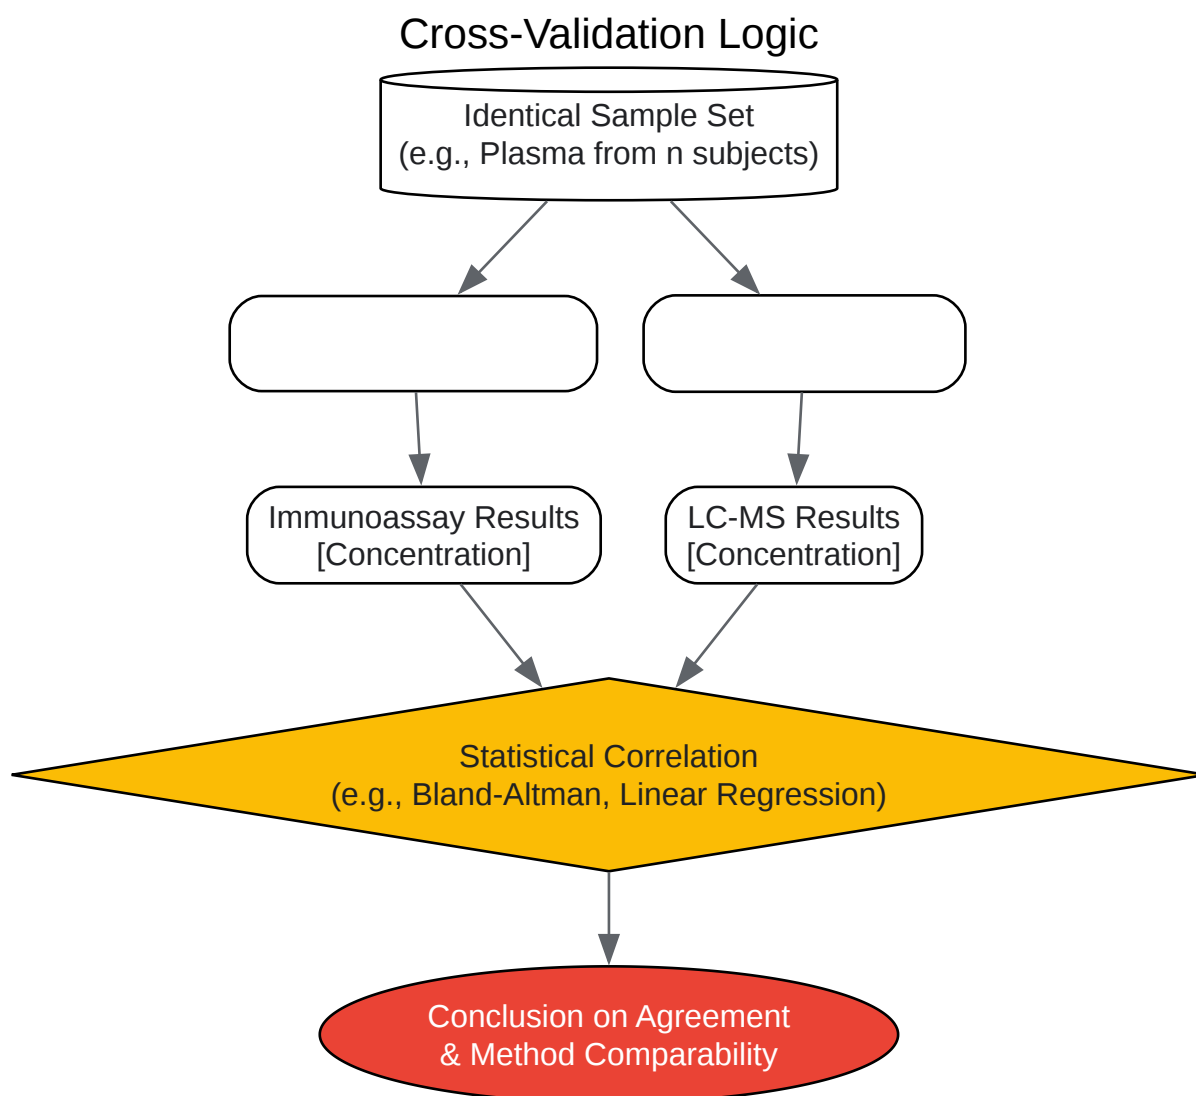 Cross-Validation Logic
Identical Sample Set
(e.g., Plasma from n subjects)
Immunoassay Results
[Concentration]
LC-MS Results
[Concentration]
Statistical Correlation
(e.g., Bland-Altman, Linear Regression)
Conclusion on Agreement
& Method Comparability